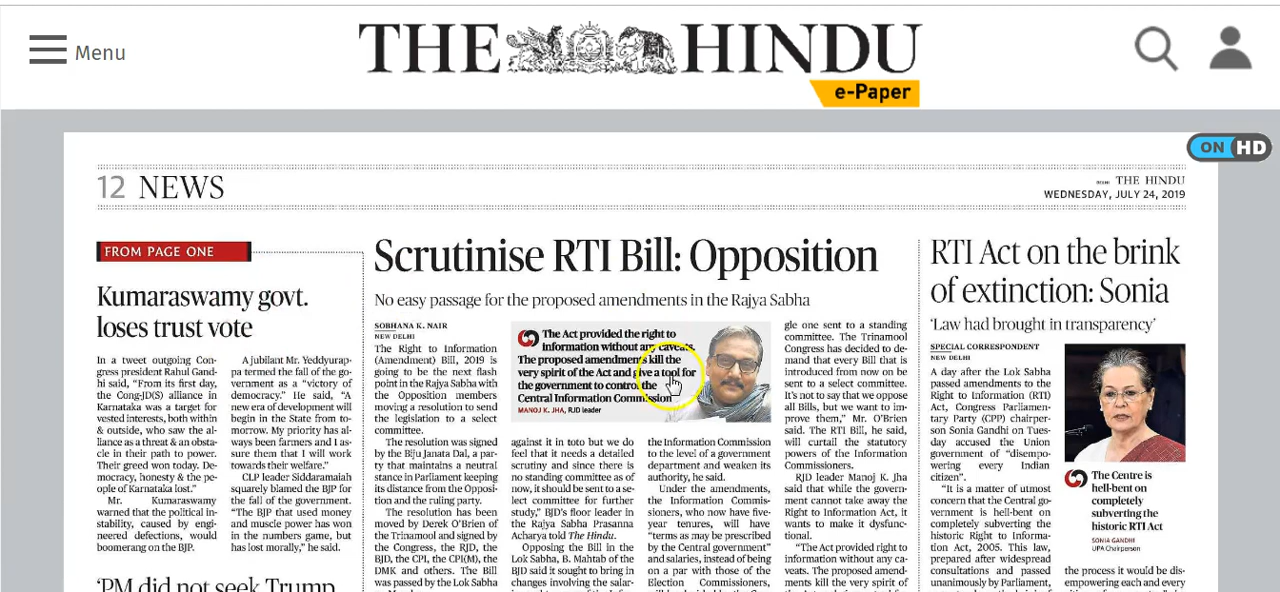 Menu
THE HINDU
e-Paper
ON HD
12 NEWS
THE HINDU
WEDNESDAY, JULY 24, 2019
FROM PAGE ONE
Kumaraswamy govt.
loses trust vote
In a tweet outgoing Con-
gress president Rahul Gand-
hi said, “From its first day,
the Cong-JD(S) alliance in
Karnataka was a target for
vested interests, both within
& outside, who saw the al-
liance as a threat & an obsta-
cle in their path to power.
Their greed won today. De-
mocracy, honesty & the peo-
ple of Karnataka lost.”
Mr. Kumaraswamy
warned that the political in-
stability, caused by engi-
neered defections, would
boomerang on the BJP.
A jubilant Mr. Yeddyurap-
pa termed the fall of the go-
vernment as a “victory of
democracy.” He said, “A
new era of development will
begin in the State from to-
morrow. My priority has al-
ways been farmers and I as-
sure them that I will work
towards their welfare.”
CLP leader Siddaramaiah
squarely blamed the BJP for
the fall of the government.
“The BJP that used money
and muscle power has won
in the numbers game, but
has lost morally,” he said.
‘PM did not seek Trump
Scrutinise RTI Bill: Opposition
No easy passage for the proposed amendments in the Rajya Sabha
SOBHANA K. NAIR
NEW DELHI
The Right to Information
(Amendment) Bill, 2019 is
going to be the next flash
point in the Rajya Sabha with
the Opposition members
moving a resolution to send
the legislation to a select
committee.
The resolution was signed
by the Biju Janata Dal, a par-
ty that maintains a neutral
stance in Parliament keeping
its distance from the Opposi-
tion and the ruling party.
The resolution has been
moved by Derek O’Brien of
the Trinamool and signed by
the Congress, the RJD, the
BJD, the CPI, the CPI(M), the
DMK and others. The Bill
was passed by the Lok Sabha
The Act provided the right to
information without any caveats.
The proposed amendments kill the
very spirit of the Act and give a tool for
the government to control the
Central Information Commission
MANOJ K. JHA, RJD leader
against it in toto but we do
feel that it needs a detailed
scrutiny and since there is
no standing committee as of
now, it should be sent to a se-
lect committee for further
study,” BJD’s floor leader in
the Rajya Sabha Prasanna
Acharya told The Hindu.
Opposing the Bill in the
Lok Sabha, B. Mahtab of the
BJD said it sought to bring in
changes involving the salar-
the Information Commission
to the level of a government
department and weaken its
authority, he said.
Under the amendments,
the Information Commis-
sioners, who now have five-
year tenures, will have
“terms as may be prescribed
by the Central government”
and salaries, instead of being
on a par with those of the
Election Commissioners,
gle one sent to a standing
committee. The Trinamool
Congress has decided to de-
mand that every Bill that is
introduced from now on be
sent to a select committee.
It’s not to say that we oppose
all Bills, but we want to im-
prove them,” Mr. O’Brien
said. The RTI Bill, he said,
will curtail the statutory
powers of the Information
Commissioners.
RJD leader Manoj K. Jha
said that while the govern-
ment cannot take away the
Right to Information Act, it
wants to make it dysfunc-
tional.
“The Act provided right to
information without any ca-
veats. The proposed amend-
ments kill the very spirit of
RTI Act on the brink
of extinction: Sonia
‘Law had brought in transparency’
SPECIAL CORRESPONDENT
NEW DELHI
A day after the Lok Sabha
passed amendments to the
Right to Information (RTI)
Act, Congress Parliamen-
tary Party (CPP) chairper-
son Sonia Gandhi on Tues-
day accused the Union
government of “disempo-
wering every Indian
citizen”.
“It is a matter of utmost
concern that the Central go-
vernment is hell-bent on
completely subverting the
historic Right to Informa-
tion Act, 2005. This law,
prepared after widespread
consultations and passed
unanimously by Parliament,
The Centre is
hell-bent on
completely
subverting the
historic RTI Act
SONIA GANDHI
UPA Chairperson
the process it would be dis-
empowering each and every